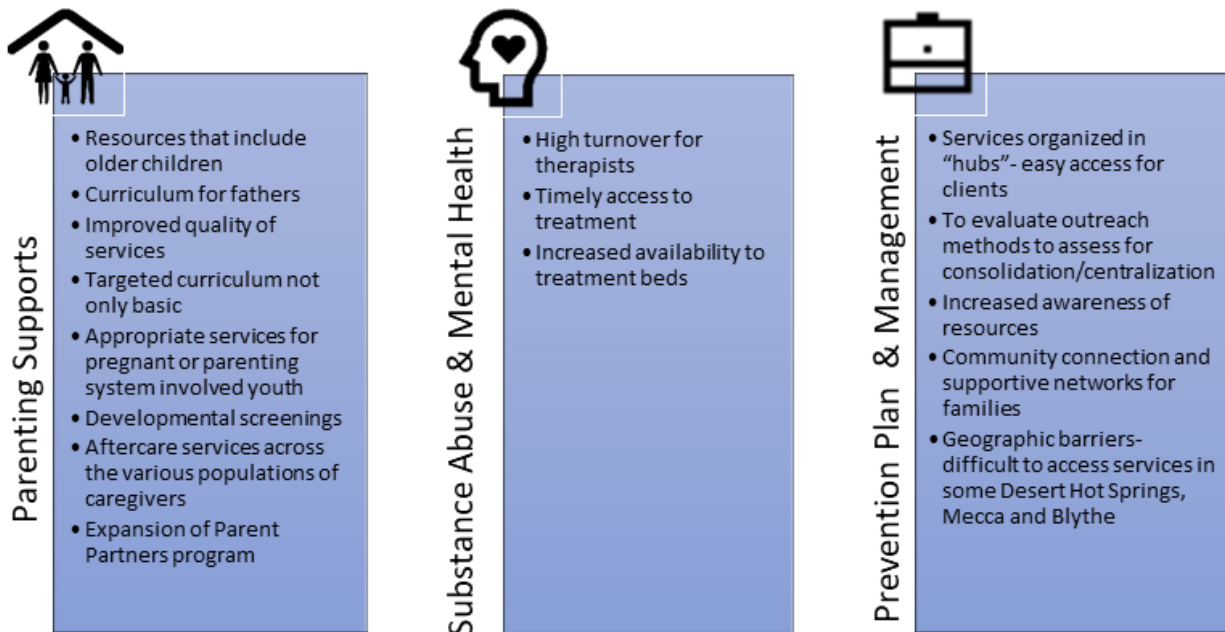 Parenting Supports
• Resources that include
older children
• Curriculum for fathers
• Improved quality of
services
• Targeted curriculum not
only basic
• Appropriate services for
pregnant or parenting
system involved youth
• Developmental screenings
• Aftercare services across
the various populations of
caregivers
• Expansion of Parent
Partners program
Substance Abuse & Mental Health
• High turnover for
therapists
• Timely access to
treatment
• Increased availability to
treatment beds
Prevention Plan & Management
• Services organized in
“hubs”- easy access for
clients
• To evaluate outreach
methods to assess for
consolidation/centralization
• Increased awareness of
resources
• Community connection and
supportive networks for
families
• Geographic barriers-
difficult to access services in
some Desert Hot Springs,
Mecca and Blythe